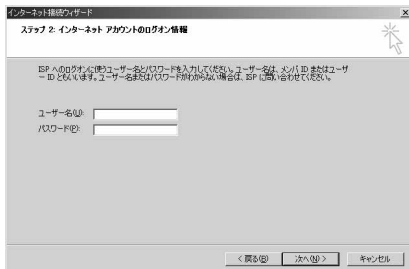 インターネット接続ウィザード
ステップ 2: インターネット アカウントのログオン情報
ISP へのログオンに使うユーザー名とパスワードを入力してください。ユーザー名は、メンバ ID またはユーザ
ー ID ともいいます。ユーザー名またはパスワードがわからない場合は、ISP に問い合わせてください。
ユーザー名(U):
パスワード(P):
< 戻る(B)
次へ(N) >
キャンセル